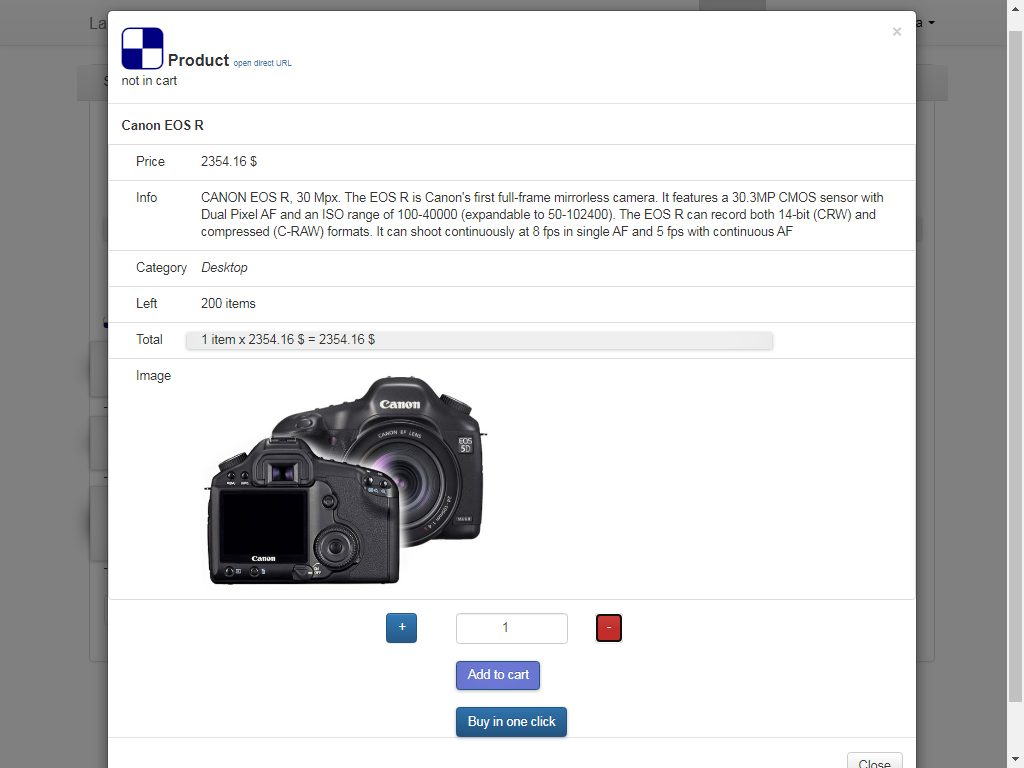 La
a
×
Product open direct URL
not in cart
Canon EOS R
Price 2354.16 $
Info CANON EOS R, 30 Mpx. The EOS R is Canon's first full-frame mirrorless camera. It features a 30.3MP CMOS sensor with
Dual Pixel AF and an ISO range of 100-40000 (expandable to 50-102400). The EOS R can record both 14-bit (CRW) and
compressed (C-RAW) formats. It can shoot continuously at 8 fps in single AF and 5 fps with continuous AF
Category Desktop
Left 200 items
Total 1 item x 2354.16 $ = 2354.16 $
Image
Canon
CANON EF LENS
EOS
5D
Canon
+ 1 -
Add to cart
Buy in one click
Close